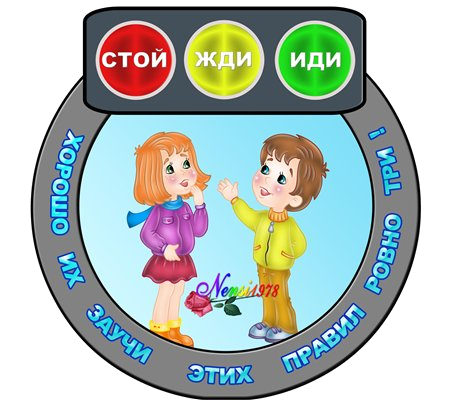 СТОЙ ЖДИ ИДИ
ХОРОШО ИХ ЗАУЧИ ЭТИХ ПРАВИЛ РОВНО ТРИ!
Nensi1978